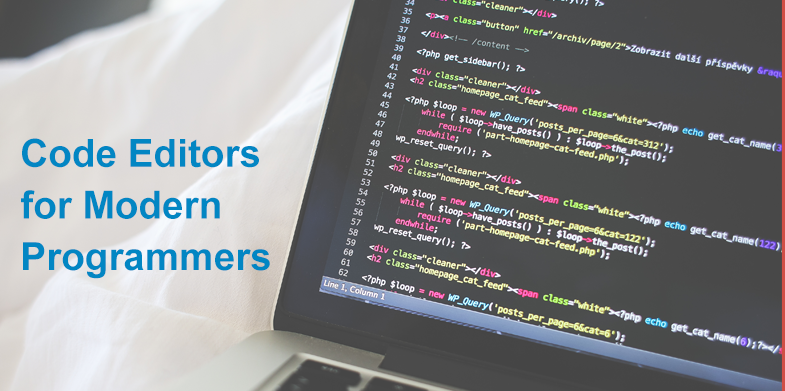 Code Editors
for Modern
Programmers
34 class="cleaner"></div>
35
36 <p><a class="button" href="/archiv/page/2">Zobrazit další příspěvky &raqu
37
38 </div><!-- /content -->
39
40 <?php get_sidebar(); ?>
41
42 <div class="cleaner"></div>
43 <h2 class="homepage_cat_feed"><span class="white"><?php echo get_cat_name(3
44
45 <?php $loop = new WP_Query('posts_per_page=6&cat=312');
46 while ( $loop->have_posts() ) : $loop->the_post();
47 require ('part-homepage-cat-feed.php');
48 endwhile;
49 wp_reset_query(); ?>
50
51 <div class="cleaner"></div>
52 <h2 class="homepage_cat_feed"><span class="white"><?php echo get_cat_name(122)
53
54 <?php $loop = new WP_Query('posts_per_page=6&cat=122');
55 while ( $loop->have_posts() ) : $loop->the_post();
56 require ('part-homepage-cat-feed.php');
57 endwhile;
58 wp_reset_query(); ?>
59
60 <div class="cleaner"></div>
61 <h2 class="homepage_cat_feed"><span class="white"><?php echo get_cat_name(6);?></
62 <?php $loop = new WP_Query('posts_per_page=6&cat=6');
Line 1, Column 1